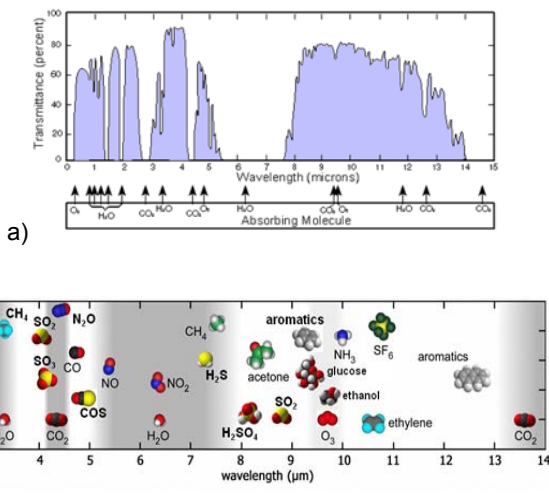 Transmittance (percent)
100
80
60
40
20
0
0 1 2 3 4 5 6 7 8 9 10 11 12 13 14 15
Wavelength (microns)
O₂ H₂O CO₂ H₂O CO₂ O₃ H₂O CO₂ O₃ H₂O CO₂ CO₂
Absorbing Molecule
a)
CH₄ SO₂ N₂O
SO₃ CO
COS NO NO₂
CH₄ H₂S
aromatics
acetone
NH₃ SF₆
glucose
aromatics
ethanol
H₂SO₄ SO₂
O₃ ethylene
₂O CO₂ H₂O CO₂
4 5 6 7 8 9 10 11 12 13 14
wavelength (µm)